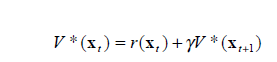 V * (x_t) = r(x_t) + γV * (x_{t+1})